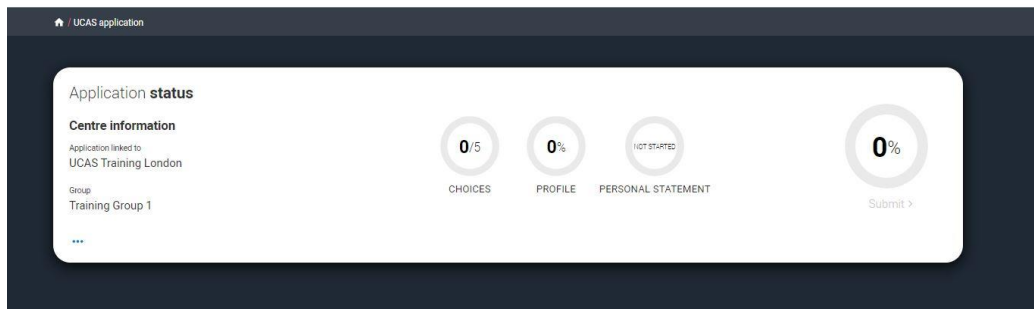 / UCAS application
Application status
Centre information
Application linked to
UCAS Training London
Group
Training Group 1
...
0/5
CHOICES
0%
PROFILE
NOT STARTED
PERSONAL STATEMENT
0%
Submit >